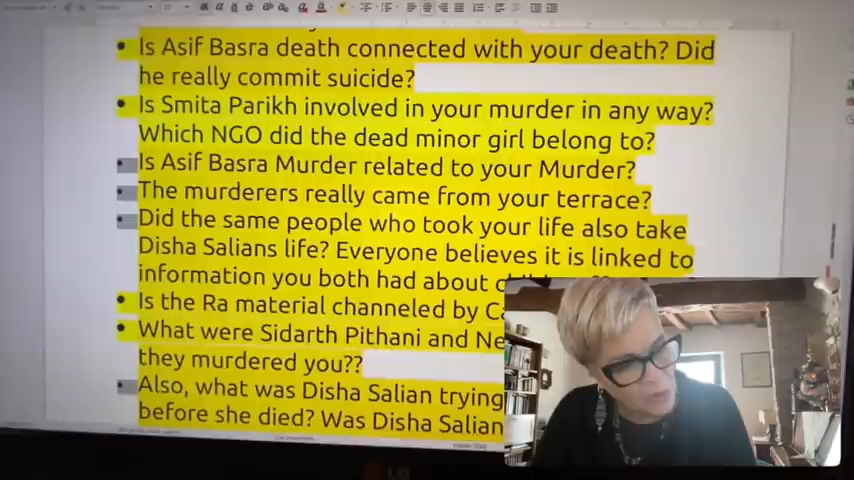 Is Asif Basra death connected with your death? Did
he really commit suicide?
Is Smita Parikh involved in your murder in any way?
Which NGO did the dead minor girl belong to?
Is Asif Basra Murder related to your Murder?
The murderers really came from your terrace?
Did the same people who took your life also take
Disha Salians life? Everyone believes it is linked to
information you both had about
Is the Ra material channeled by
What were Sidarth Pithani and
they murdered you??
Also, what was Disha Salian trying
before she died? Was Disha Salian